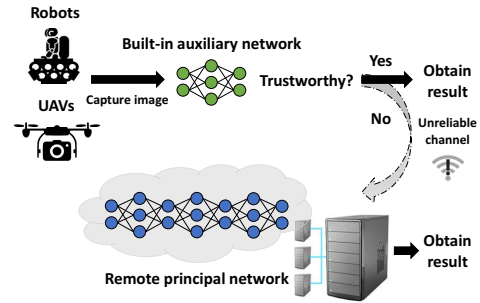 Robots
Built-in auxiliary network
Capture image
UAVs
Trustworthy?
Yes
No
Obtain
result
Unreliable
channel
Remote principal network
Obtain
result